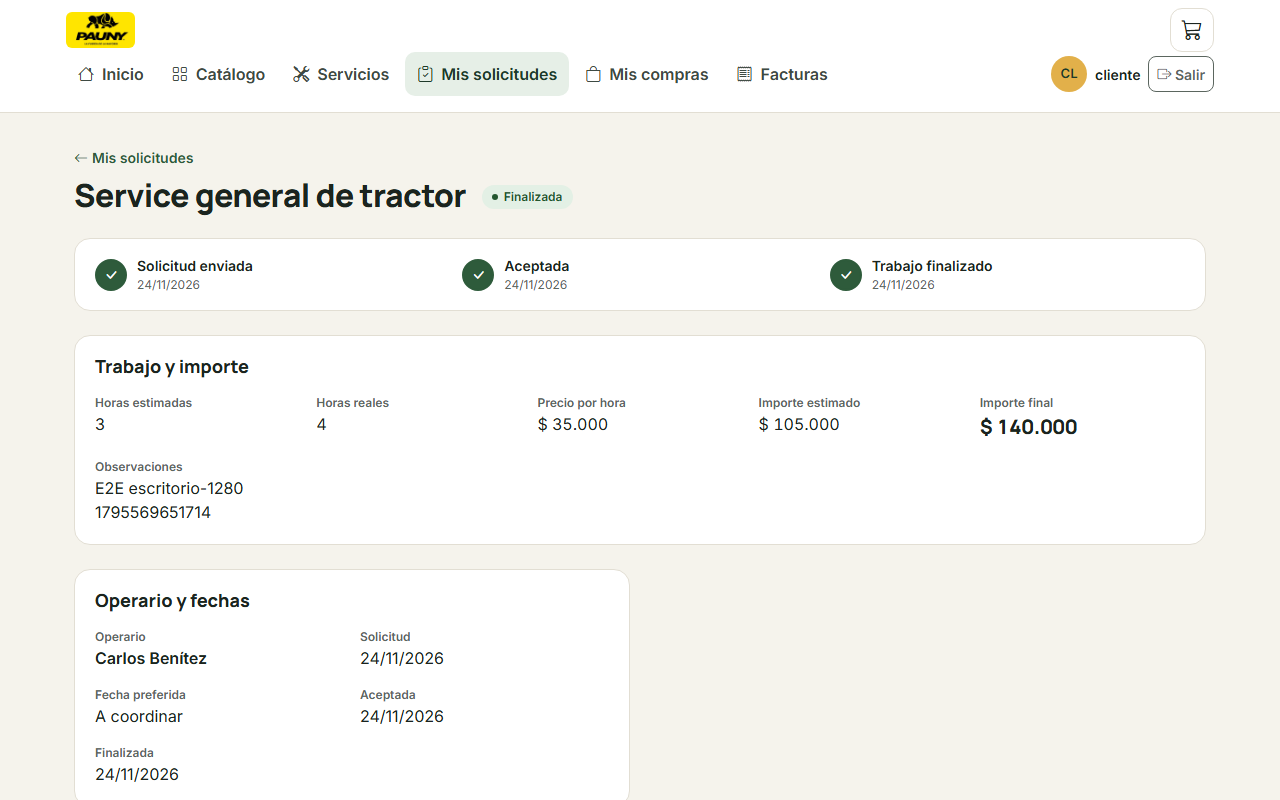 PAUNY
Inicio
Catálogo
Servicios
Mis solicitudes
Mis compras
Facturas
CL
cliente
Salir
← Mis solicitudes
Service general de tractor
Finalizada
Solicitud enviada
24/11/2026
Aceptada
24/11/2026
Trabajo finalizado
24/11/2026
Trabajo y importe
Horas estimadas
3
Horas reales
4
Precio por hora
$ 35.000
Importe estimado
$ 105.000
Importe final
$ 140.000
Observaciones
E2E escritorio-1280
1795569651714
Operario y fechas
Operario
Carlos Benítez
Solicitud
24/11/2026
Fecha preferida
A coordinar
Aceptada
24/11/2026
Finalizada
24/11/2026